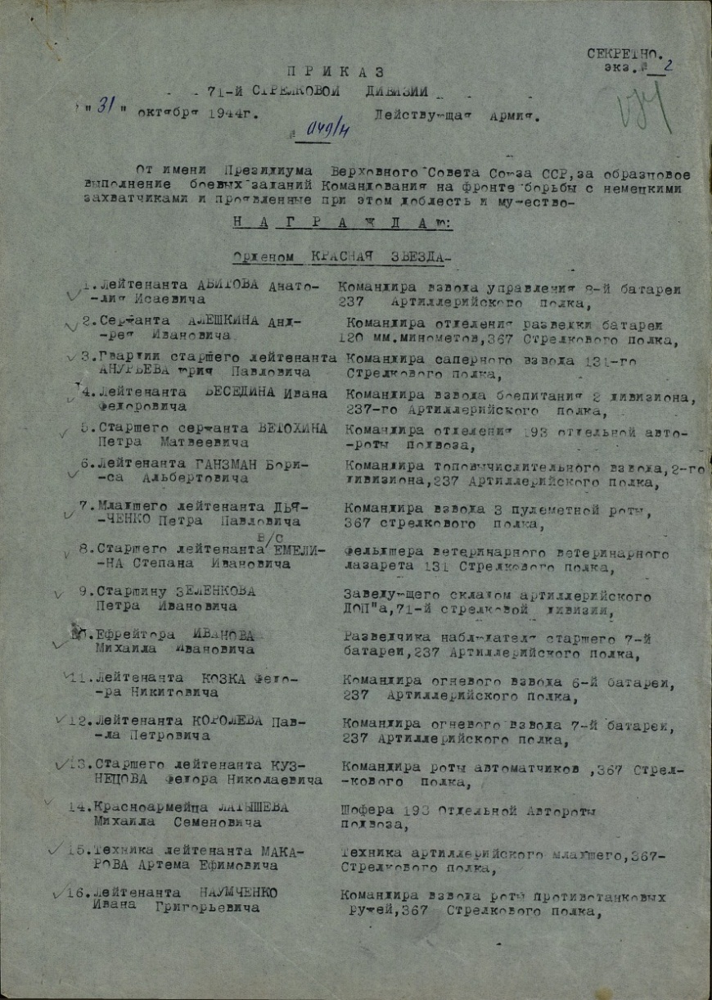 СЕКРЕТНО.
экз.№ 2
ПРИКАЗ
71-й СТРЕЛКОВОЙ ДИВИЗИИ
"31" октября 1944г. Действующая Армия.
№ 049/н
От имени Президиума Верховного Совета Союза ССР, за образцовое
выполнение боевых заданий Командования на фронте борьбы с немецкими
захватчиками и проявленные при этом доблесть и мужество-
НАГРАЖДАЮ:
Орденом КРАСНАЯ ЗВЕЗДА-
1.Лейтенанта АВИТОВА Анато- Командира взвода управления 8-й батареи
-лия Исаевича 237 Артиллерийского полка,
2.Сержанта АЛЕШКИНА Анд- Командира отделения разведки батареи
-рея Ивановича 120 мм.минометов,367 Стрелкового полка,
3.Гвардии старшего лейтенанта Командира саперного взвода 131-го
АНУРЬЕВА Юрия Павловича Стрелкового полка,
4.Лейтенанта БЕСЕДИНА Ивана Командира взвода боепитания 2 дивизиона,
Федоровича 237-го Артиллерийского полка,
5.Старшего сержанта ВЕТОХИНА Командира отделения 193 отдельной авто-
Петра Матвеевича -роты подвоза,
6.Лейтенанта ГАНЗМАН Бори- Командира топовычислительного взвода,2-го
-са Альбертовича дивизиона,237 Артиллерийского полка,
7.Младшего лейтенанта ДЬЯ- Командира взвода 3 пулеметной роты,
-ЧЕНКО Петра Павловича 367 стрелкового полка,
в/с
8.Старшего лейтенанта ЕМЕЛИ- Фельдшера ветеринарного ветеринарного
-НА Степана Ивановича лазарета 131 Стрелкового полка,
9.Старшину ЗЕЛЕНКОВА Заведующего складом артиллерийского
Петра Ивановича ДОП"а,71-й стрелковой дивизии,
10.Ефрейтора ИВАНОВА Разведчика наблюдателя старшего 7-й
Михаила Ивановича батареи,237 Артиллерийского полка,
11.Лейтенанта КОЗКА Федо- Командира огневого взвода 6-й батареи,
-ра Никитовича 237 Артиллерийского полка,
12.Лейтенанта КОРОЛЕВА Пав- Командира огневого взвода 7-й батареи,
-ла Петровича 237 Артиллерийского полка,
13.Старшего лейтенанта КУЗ- Командира роты автоматчиков ,367 Стрел-
НЕЦОВА Федора Николаевича -кового полка,
14.Красноармейца ЛАТЫШЕВА Шофера 193 Отдельной Автороты
Михаила Семеновича подвоза,
15.Техника лейтенанта МАКА- Техника артиллерийского младшего,367-
РОВА Артема Ефимовича Стрелкового полка,
16.Лейтенанта НАУМЧЕНКО Командира взвода роты Противотанковых
Ивана Григорьевича ружей,367 Стрелкового полка,